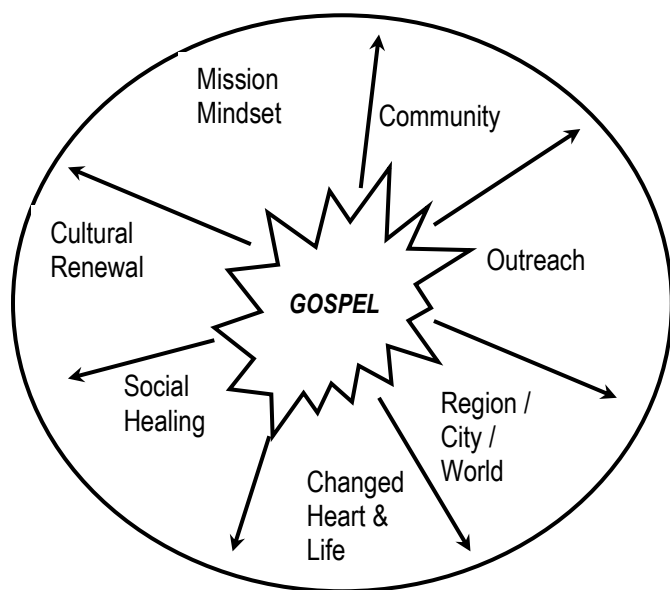 Mission
Mindset
Community
Cultural
Renewal
GOSPEL
Outreach
Social
Healing
Region /
City /
World
Changed
Heart &
Life